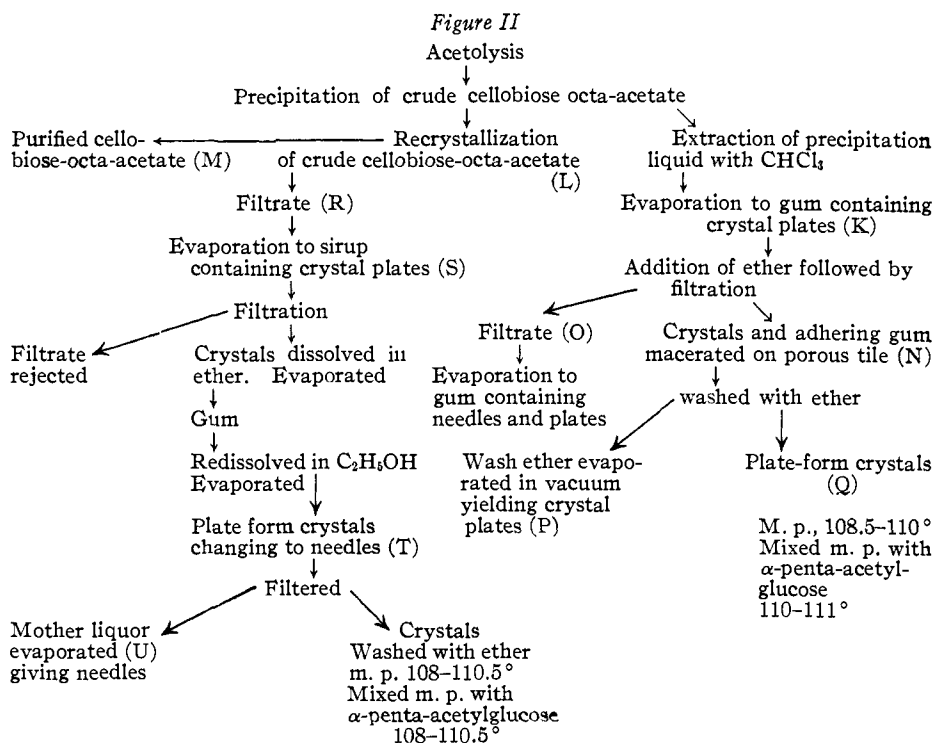 Figure II
Acetolysis
Precipitation of crude cellobiose octa-acetate
Purified cello-
biose-octa-acetate (M)
Recrystallization
of crude cellobiose-octa-acetate
(L)
Extraction of precipitation
liquid with CHCl₃
Filtrate (R)
Evaporation to gum containing
crystal plates (K)
Evaporation to sirup
containing crystal plates (S)
Addition of ether followed by
filtration
Filtration
Filtrate
rejected
Crystals dissolved in
ether. Evaporated
Filtrate (O)
Crystals and adhering gum
macerated on porous tile (N)
Evaporation to
gum containing
needles and plates
washed with ether
Gum
Redissolved in C₂H₅OH
Evaporated
Wash ether evapo-
rated in vacuum
yielding crystal
plates (P)
Plate-form crystals
(Q)
M. p., 108.5–110°
Mixed m. p. with
α-penta-acetyl-
glucose
110–111°
Plate form crystals
changing to needles (T)
Filtered
Mother liquor
evaporated (U)
giving needles
Crystals
Washed with ether
m. p. 108–110.5°
Mixed m. p. with
α-penta-acetylglucose
108–110.5°